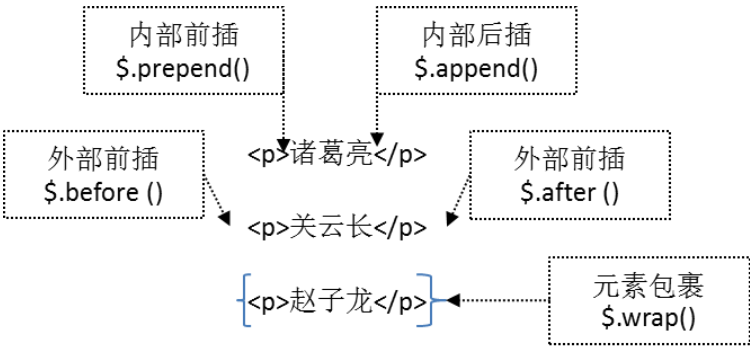 内部前插
$.prepend()
内部后插
$.append()
<p>诸葛亮</p>
外部前插
$.before ()
外部前插
$.after ()
<p>关云长</p>
<p>赵子龙</p>
元素包裹
$.wrap()